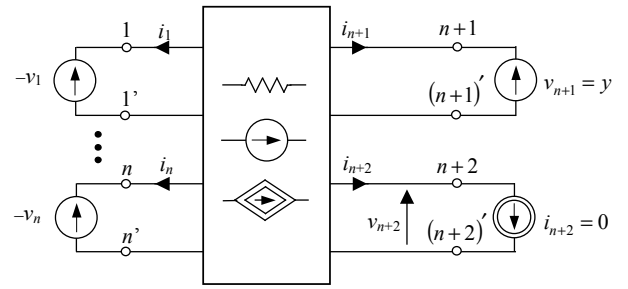 1
i₁
iₙ₊₁
n+1
–v₁
1’
(n+1)′
vₙ₊₁ = y
n
iₙ
iₙ₊₂
n+2
–vₙ
n’
vₙ₊₂
(n+2)′
iₙ₊₂ = 0